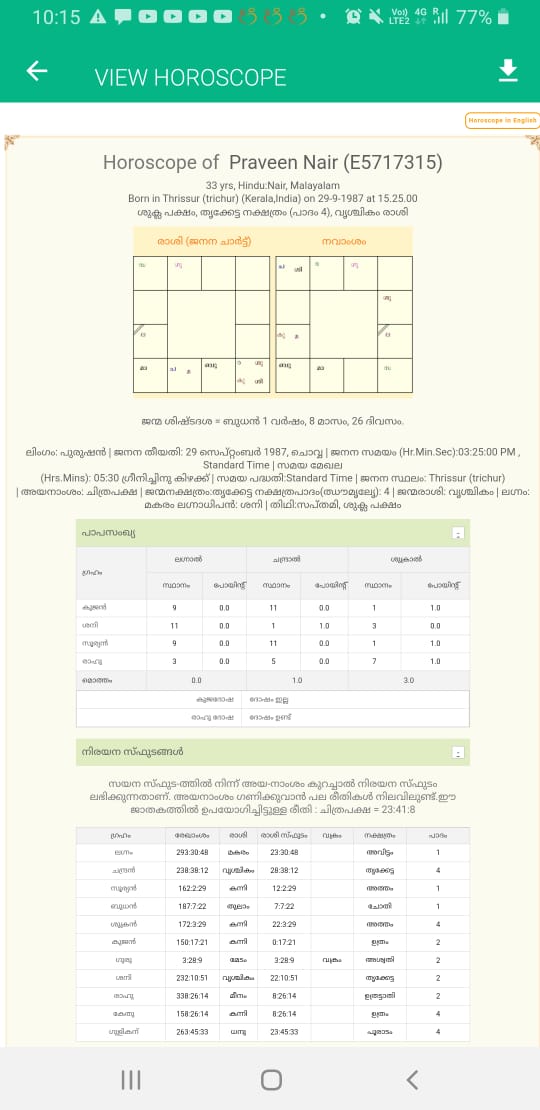 10:15
Vo) 4G R
LTE2 77%
VIEW HOROSCOPE
Horoscope in English
Horoscope of Praveen Nair (E5717315)
33 yrs, Hindu:Nair, Malayalam
Born in Thrissur (trichur) (Kerala,India) on 29-9-1987 at 15.25.00
ശുക്ല പക്ഷം, തൃക്കേട്ട നക്ഷത്രം (പാദം 4), വൃശ്ചികം രാശി
രാശി (ജനന ചാർട്ട്) നവാംശം
സ ശു ച ശി ര ശു
ശു
ല കു മ ല
മാ ച മ ബു ര ശു ബു മാ സ
കു ശി
ജന്മ ശിഷ്ടദശ = ബുധൻ 1 വർഷം, 8 മാസം, 26 ദിവസം.
ലിംഗം: പുരുഷൻ | ജനന തീയതി: 29 സെപ്റ്റംബർ 1987, ചൊവ്വ | ജനന സമയം (Hr.Min.Sec):03:25:00 PM ,
Standard Time | സമയ മേഖല
(Hrs.Mins): 05:30 ഗ്രീനിച്ചിനു കിഴക്ക് | സമയ പദ്ധതി:Standard Time | ജനന സ്ഥലം: Thrissur (trichur)
| അയനാംശം: ചിത്രപക്ഷ | ജന്മനക്ഷത്രം:തൃക്കേട്ട നക്ഷത്രപാദം(ഡൗമൂല്യേ): 4 | ജന്മരാശി: വൃശ്ചികം | ലഗ്നം:
മകരം ലഗ്നാധിപൻ: ശനി | തിഥി:സപ്തമി, ശുക്ല പക്ഷം
പാപസംഖ്യ
ലഗ്നാൽ ചന്ദ്രാൽ ശുക്രാൽ
ഗ്രഹം
സ്ഥാനം പോയിന്റ് സ്ഥാനം പോയിന്റ് സ്ഥാനം പോയിന്റ്
കുജൻ 9 0.0 11 0.0 1 1.0
ശനി 11 0.0 1 1.0 3 0.0
സൂര്യൻ 9 0.0 11 0.0 1 1.0
രാഹു 3 0.0 5 0.0 7 1.0
മൊത്തം 0.0 1.0 3.0
കുജദോഷ ദോഷം ഇല്ല
രാഹു ദോഷ ദോഷം ഉണ്ട്
നിരയന സ്ഫുടങ്ങൾ
സയന സ്ഫുട-ത്തിൽ നിന്ന് അയ-നാംശം കുറച്ചാൽ നിരയന സ്ഫുടം
ലഭിക്കുന്നതാണ്. അയനാംശം ഗണിക്കുവാൻ പല രീതികൾ നിലവിലുണ്ട്.ഈ
ജാതകത്തിൽ ഉപയോഗിച്ചിട്ടുള്ള രീതി : ചിത്രപക്ഷ = 23:41:8
ഗ്രഹം രേഖാംശം രാശി രാശി സ്ഫുടം വക്രം നക്ഷത്രം പാദം
ലഗ്നം 293:30:48 മകരം 23:30:48 അവിട്ടം 1
ചന്ദ്രൻ 238:38:12 വൃശ്ചികം 28:38:12 തൃക്കേട്ട 4
സൂര്യൻ 162:2:29 കന്നി 12:2:29 അത്തം 1
ബുധൻ 187:7:22 തുലാം 7:7:22 ചോതി 1
ശുക്രൻ 172:3:29 കന്നി 22:3:29 അത്തം 4
കുജൻ 150:17:21 കന്നി 0:17:21 ഉത്രം 2
ഗുരു 3:28:9 മേടം 3:28:9 വക്രം അശ്വതി 2
ശനി 232:10:51 വൃശ്ചികം 22:10:51 തൃക്കേട്ട 2
രാഹു 338:26:14 മീനം 8:26:14 ഉത്രട്ടാതി 2
കേതു 158:26:14 കന്നി 8:26:14 ഉത്രം 4
ഗുളികന് 263:45:33 ധനു 23:45:33 പൂരാടം 4